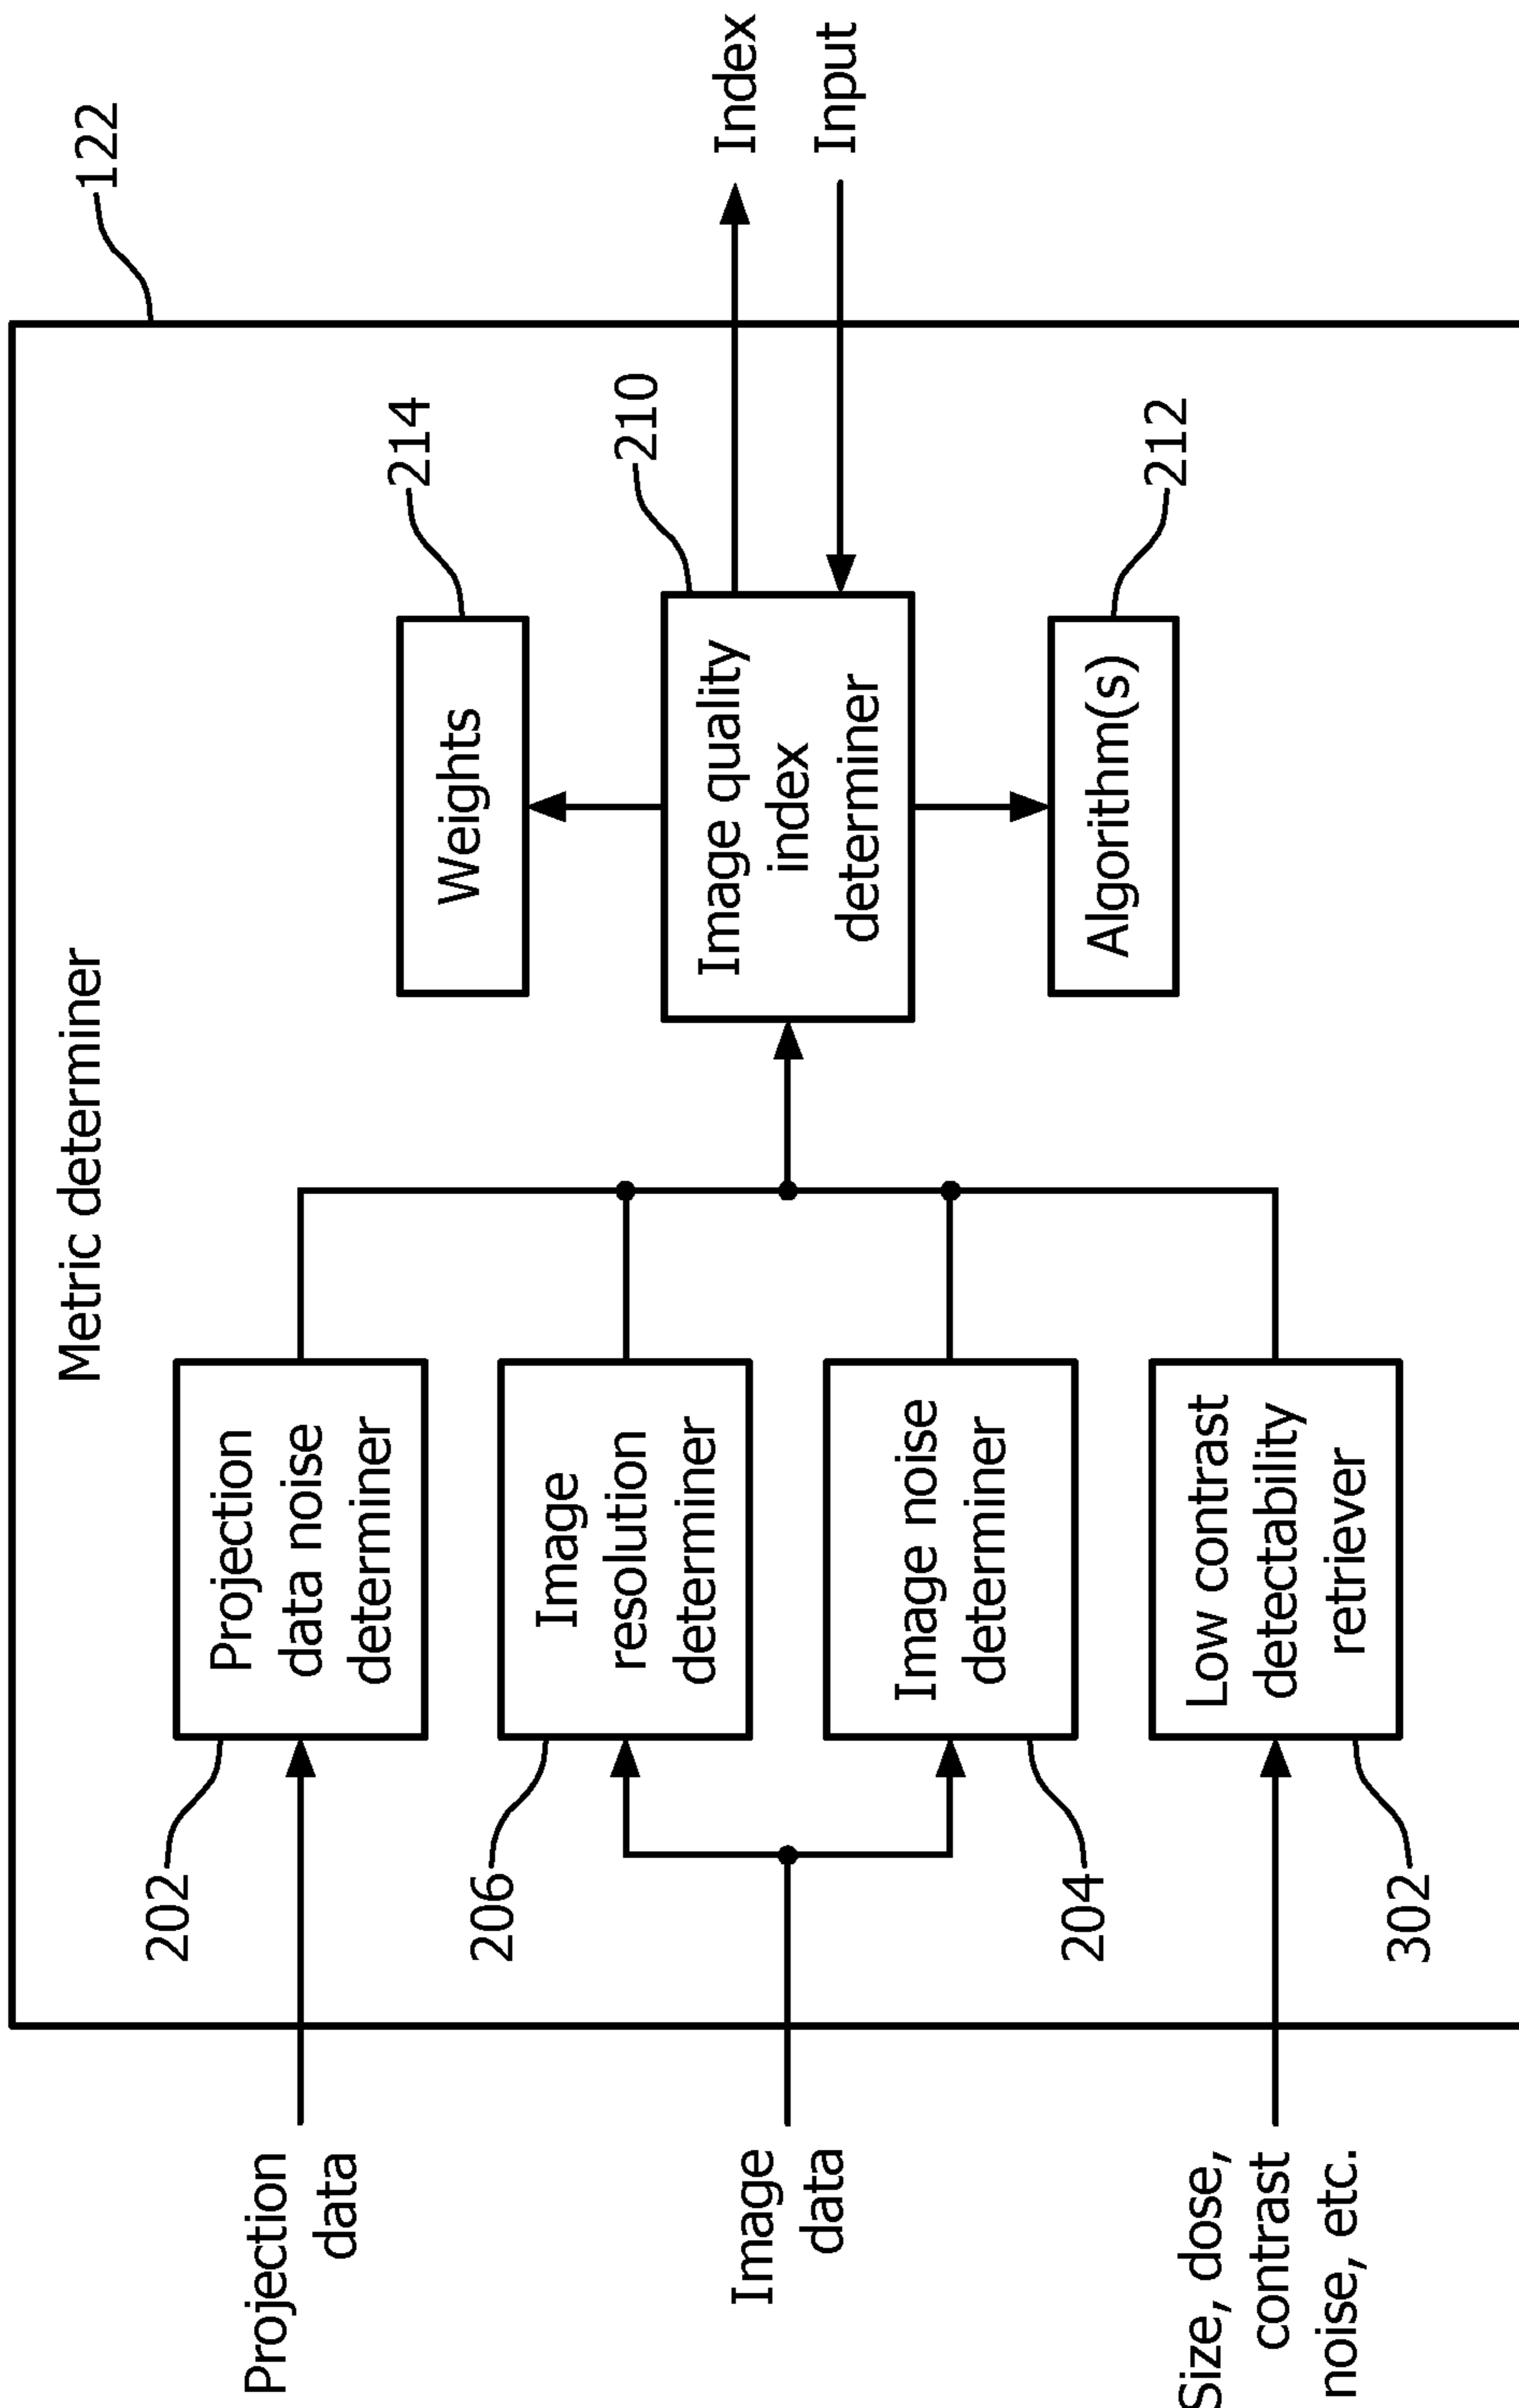 Metric determiner
122
Projection
data
202
Projection
data noise
determiner
206
Image
resolution
determiner
Image
data
204
Image noise
determiner
Size, dose,
contrast
noise, etc.
302
Low contrast
detectability
retriever
Weights
214
Image quality
index
determiner
210
Algorithm(s)
212
Index
Input